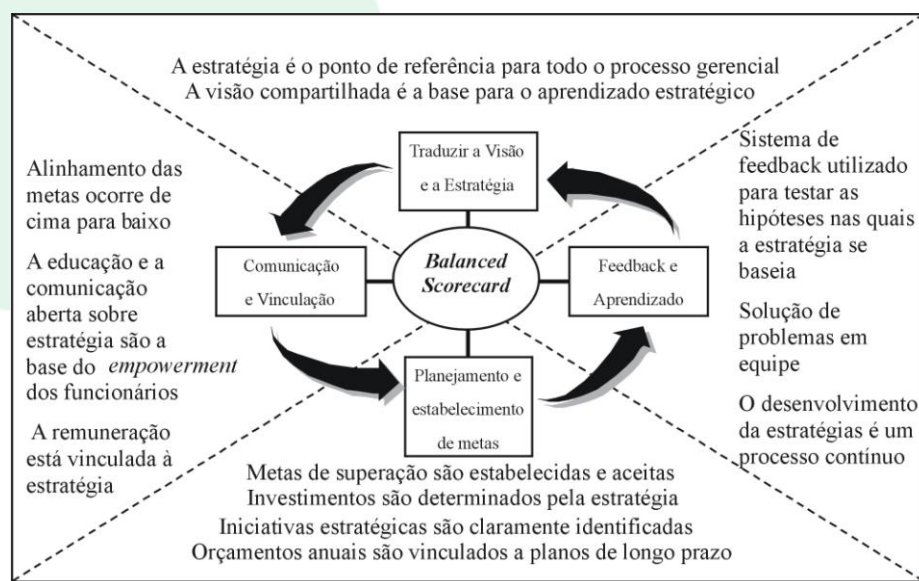 A estratégia é o ponto de referência para todo o processo gerencial
A visão compartilhada é a base para o aprendizado estratégico
Traduzir a Visão
e a Estratégia
Alinhamento das
metas ocorre de
cima para baixo
A educação e a
comunicação
aberta sobre
estratégia são a
base do empowerment
dos funcionários
A remuneração
está vinculada à
estratégia
Comunicação
e Vinculação
Balanced
Scorecard
Feedback e
Aprendizado
Sistema de
feedback utilizado
para testar as
hipóteses nas quais
a estratégia se
baseia
Solução de
problemas em
equipe
O desenvolvimento
da estratégias é um
processo contínuo
Planejamento e
estabelecimento
de metas
Metas de superação são estabelecidas e aceitas
Investimentos são determinados pela estratégia
Iniciativas estratégicas são claramente identificadas
Orçamentos anuais são vinculados a planos de longo prazo